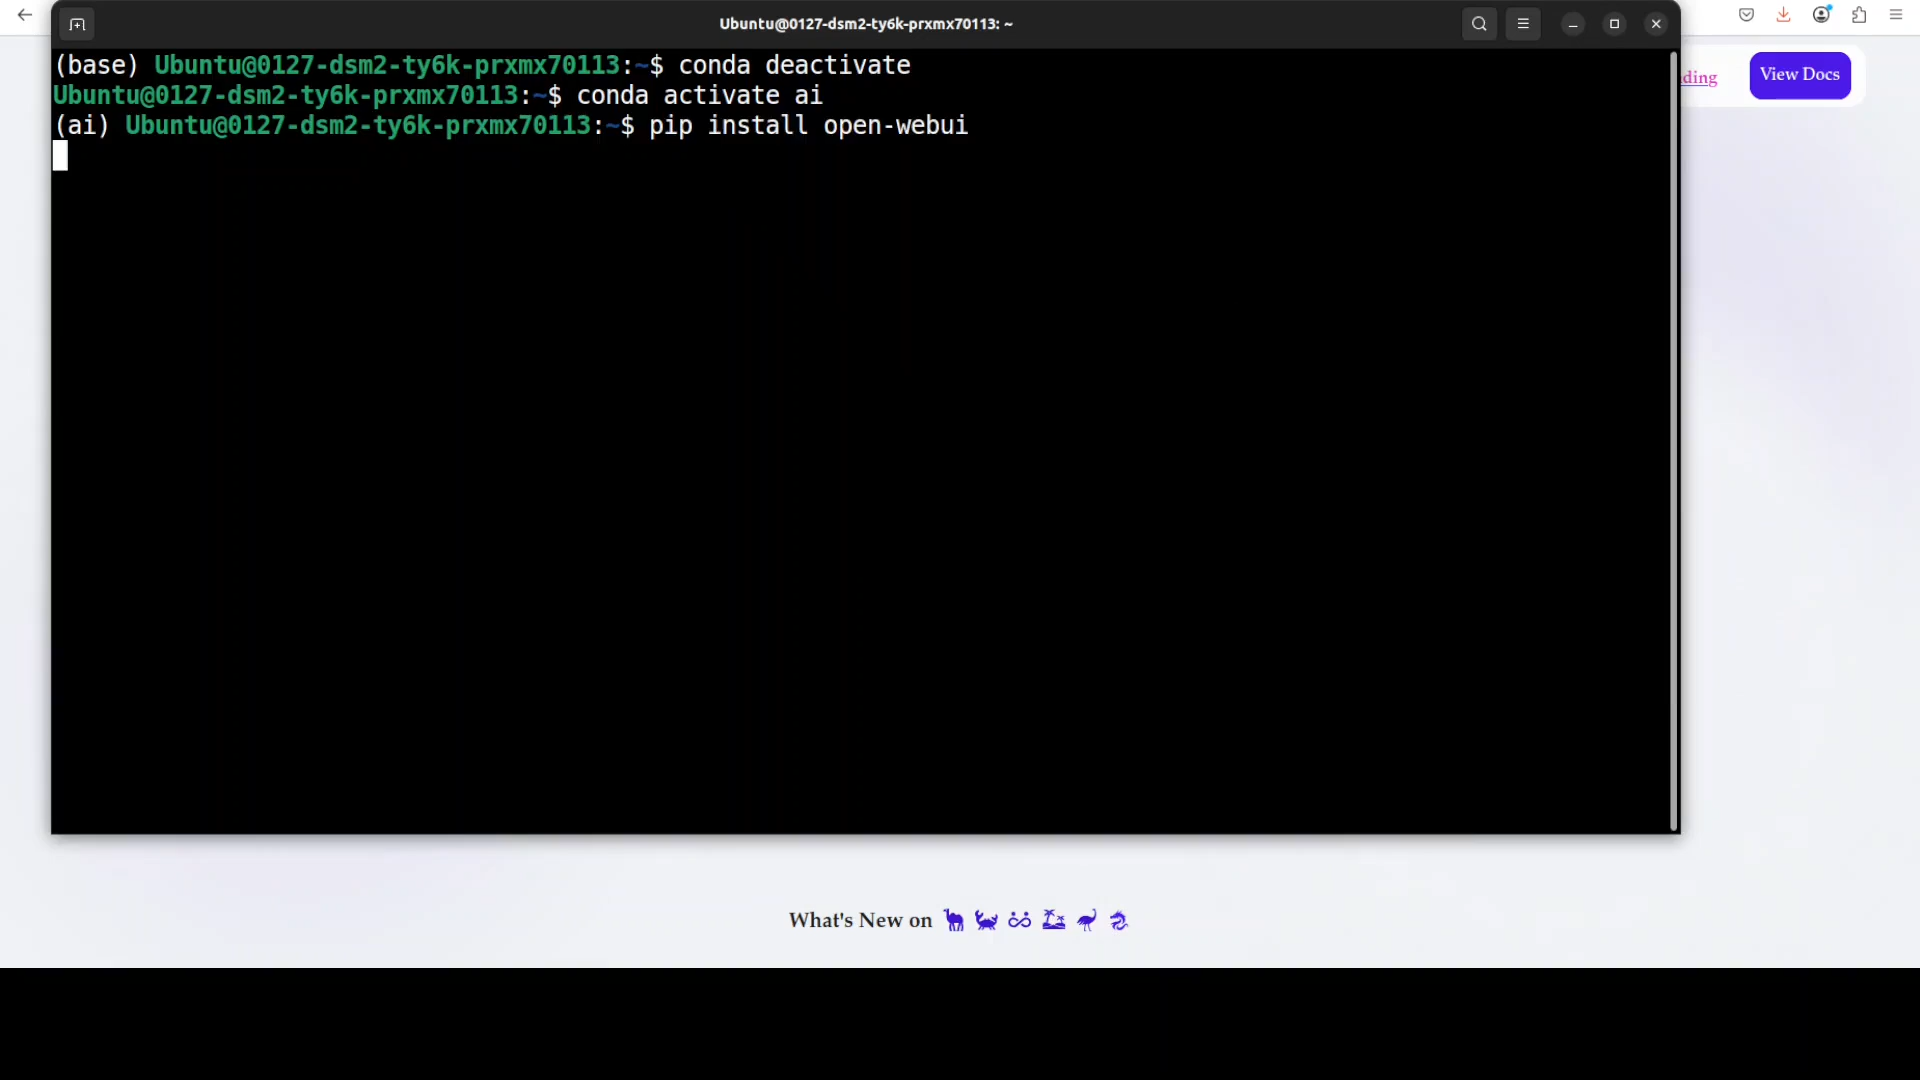 Ubuntu@0127-dsm2-ty6k-prxmx70113: ~
(base) Ubuntu@0127-dsm2-ty6k-prxmx70113:~$ conda deactivate
Ubuntu@0127-dsm2-ty6k-prxmx70113:~$ conda activate ai
(ai) Ubuntu@0127-dsm2-ty6k-prxmx70113:~$ pip install open-webui
View Docs
What's New on